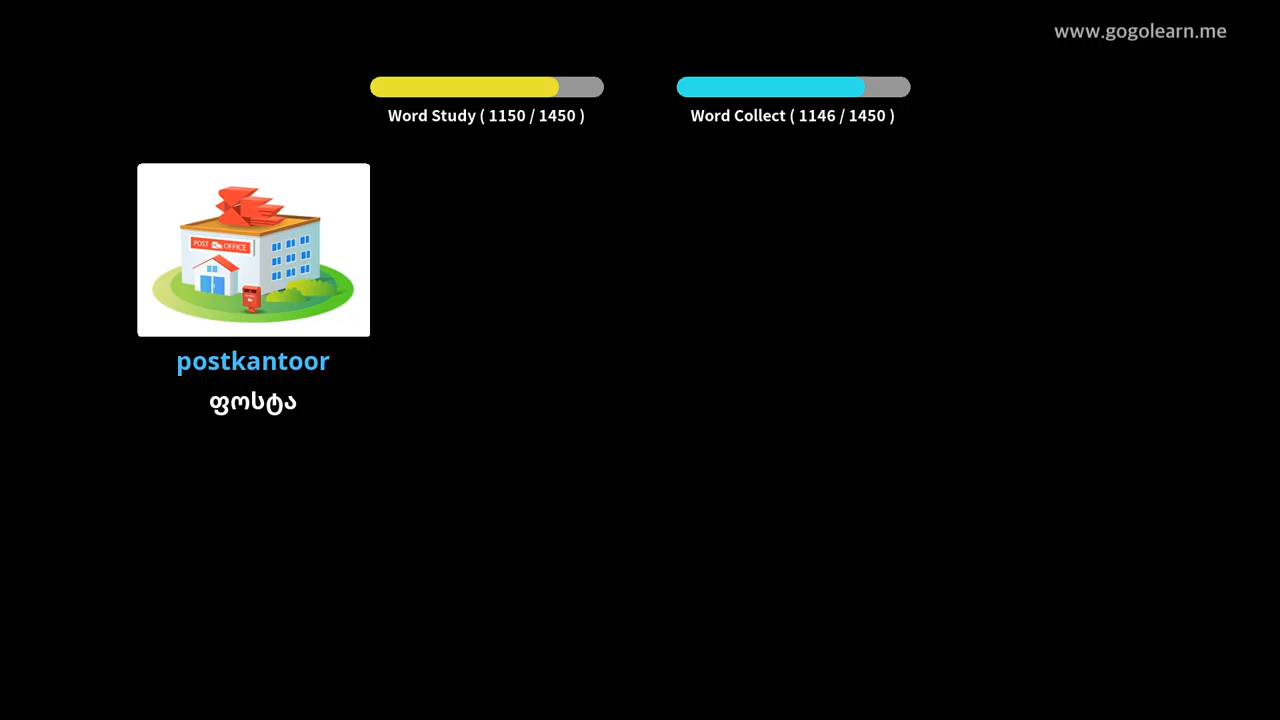 www.gogolearn.me
Word Study ( 1150 / 1450 )
Word Collect ( 1146 / 1450 )
POST OFFICE
postkantoor
ფოსტა